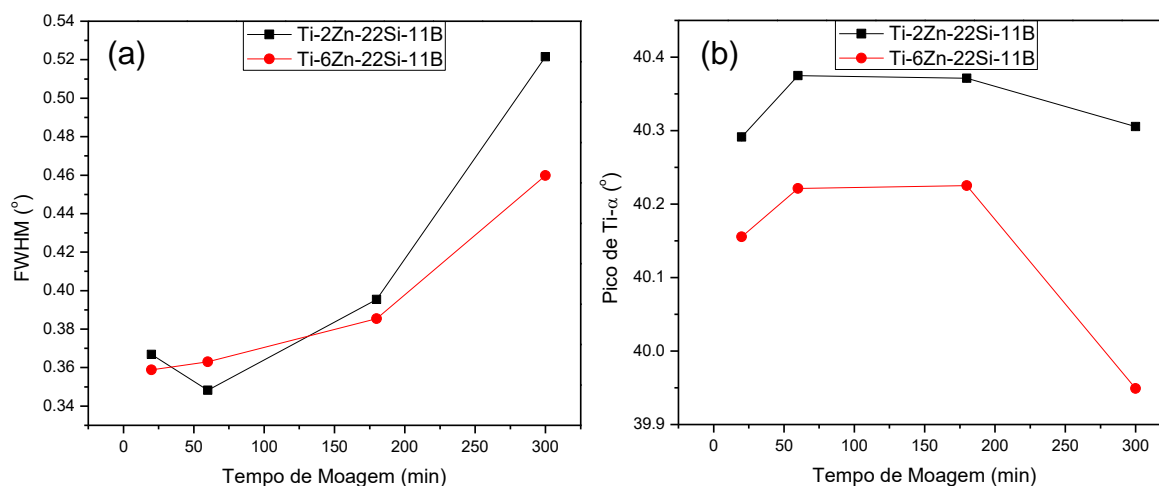 (a)
Ti-2Zn-22Si-11B
Ti-6Zn-22Si-11B
0.54
0.52
0.50
0.48
0.46
0.44
0.42
0.40
0.38
0.36
0.34
FWHM (°)
0 50 100 150 200 250 300
Tempo de Moagem (min)
(b)
Ti-2Zn-22Si-11B
Ti-6Zn-22Si-11B
40.4
40.3
40.2
40.1
40.0
39.9
Pico de Ti-α (°)
0 50 100 150 200 250 300
Tempo de Moagem (min)